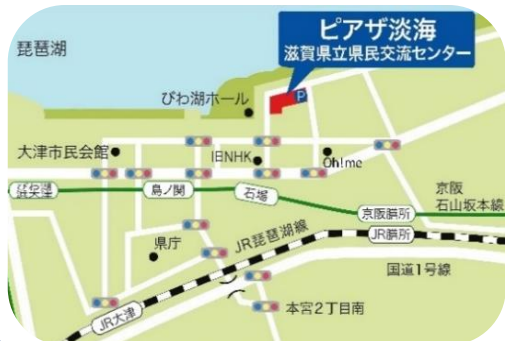 ピアザ淡海
滋賀県立県民交流センター
琵琶湖
P
びわ湖ホール
大津市民会館
旧NHK
Oh!me
島ノ関
石場
京阪
石山坂本線
京阪膳所
JR膳所
県庁
JR琵琶湖線
国道1号線
JR大津
本宮2丁目南